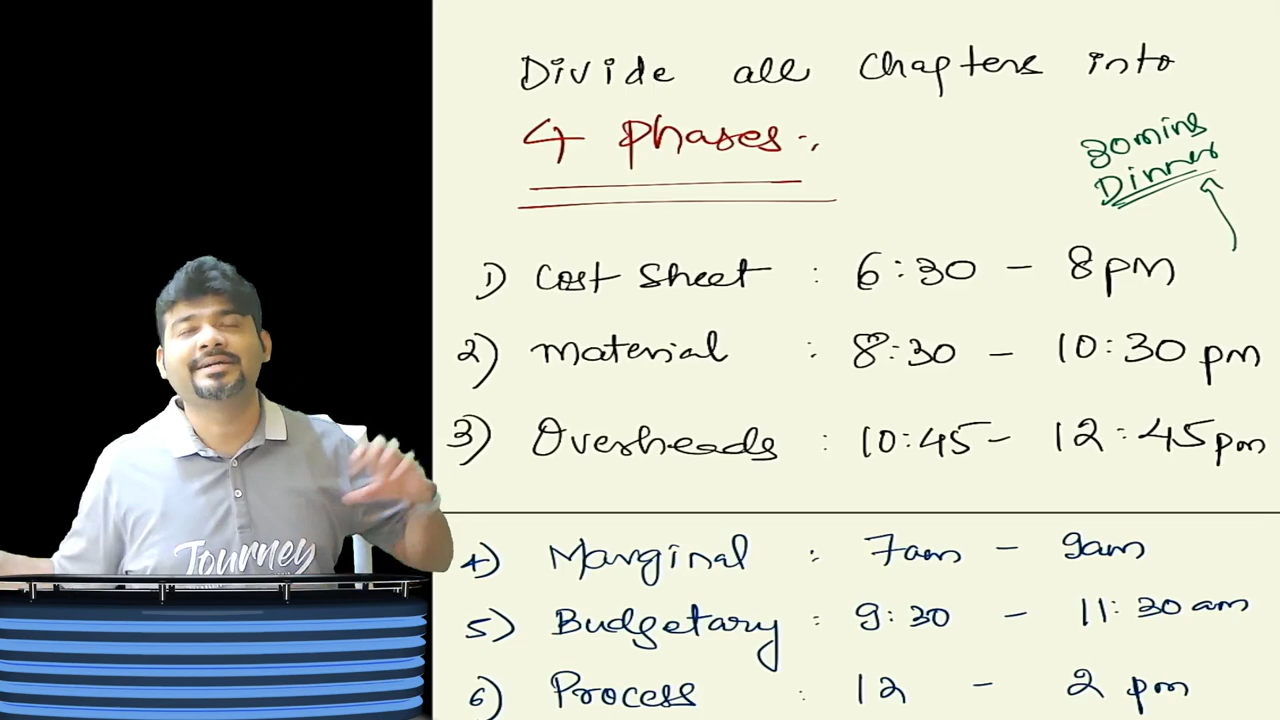 Divide all Chapters into
4 Phases :.
30mins
Dinner
1) Cost Sheet : 6:30 - 8pm
2) Material : 8:30 - 10:30 pm
3) Overheads : 10:45 - 12:45pm
4) Marginal : 7am - 9am
5) Budgetary : 9:30 - 11:30 am
6) Process : 12 - 2 pm
Journey